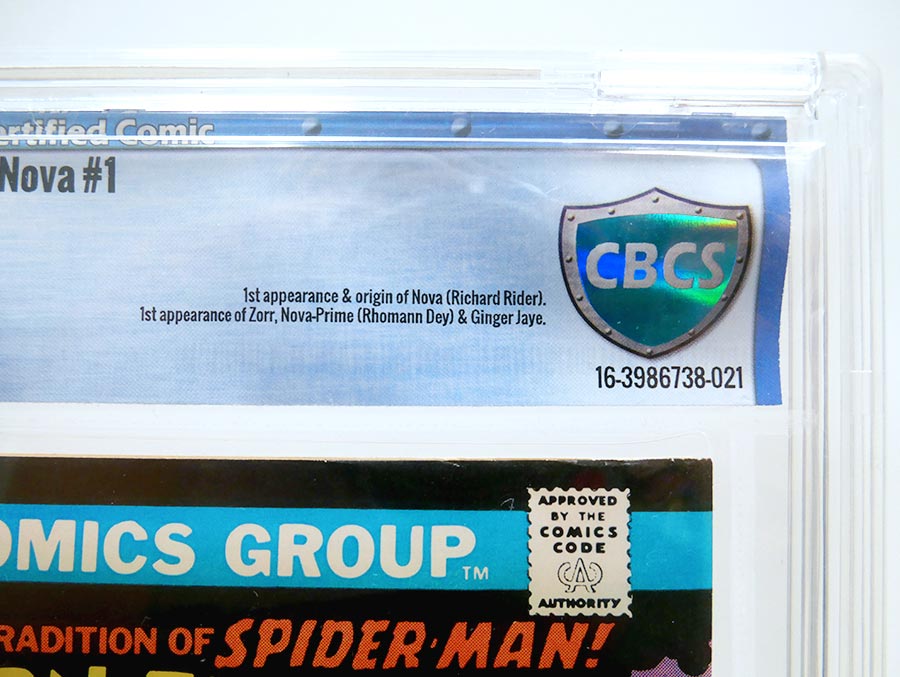 ertified Comic
Nova #1
1st appearance & origin of Nova (Richard Rider).
1st appearance of Zorr, Nova-Prime (Rhomann Dey) & Ginger Jaye.
CBCS
16-3986738-021
OMICS GROUP TM
APPROVED
BY THE
COMICS
CODE
CA
AUTHORITY
RADITION OF SPIDER-MAN!